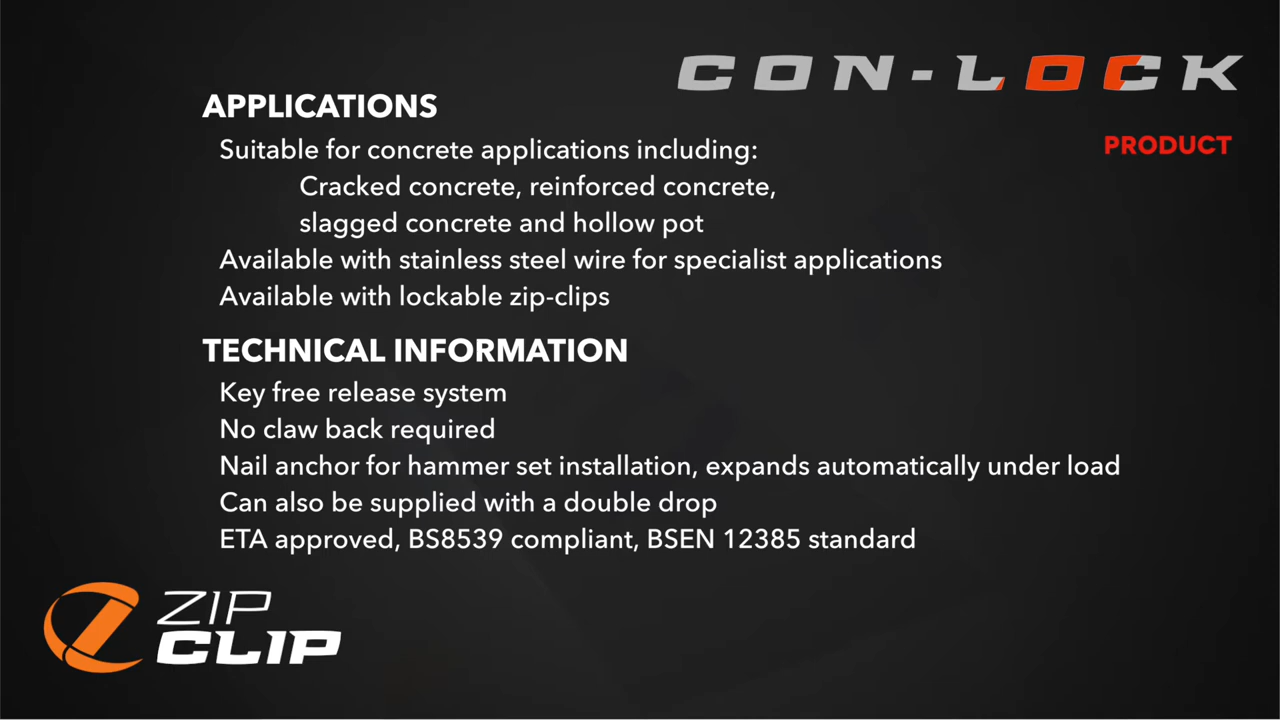 CON-LOCK
PRODUCT
APPLICATIONS
Suitable for concrete applications including:
Cracked concrete, reinforced concrete,
slagged concrete and hollow pot
Available with stainless steel wire for specialist applications
Available with lockable zip-clips
TECHNICAL INFORMATION
Key free release system
No claw back required
Nail anchor for hammer set installation, expands automatically under load
Can also be supplied with a double drop
ETA approved, BS8539 compliant, BSEN 12385 standard
ZIP
CLIP